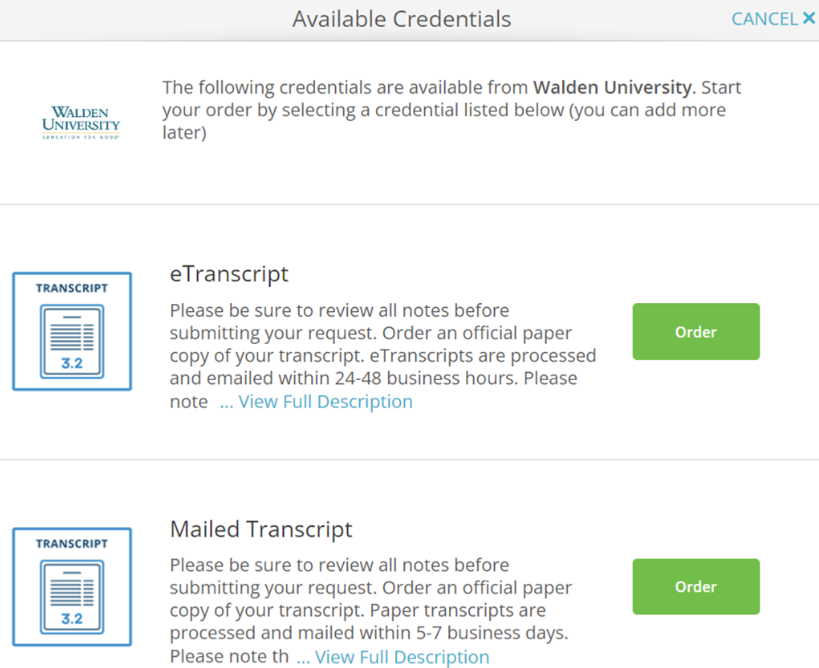 Available Credentials
CANCEL ✕
The following credentials are available from Walden University. Start
your order by selecting a credential listed below (you can add more
later)
WALDEN
UNIVERSITY
EDUCATION FOR GOOD
eTranscript
TRANSCRIPT
3.2
Please be sure to review all notes before
submitting your request. Order an official paper
copy of your transcript. eTranscripts are processed
and emailed within 24-48 business hours. Please
note ... View Full Description
Order
Mailed Transcript
TRANSCRIPT
3.2
Please be sure to review all notes before
submitting your request. Order an official paper
copy of your transcript. Paper transcripts are
processed and mailed within 5-7 business days.
Please note th ... View Full Description
Order